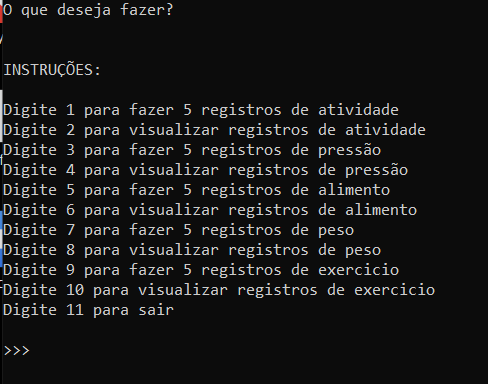 O que deseja fazer?
INSTRUÇÕES:
Digite 1 para fazer 5 registros de atividade
Digite 2 para visualizar registros de atividade
Digite 3 para fazer 5 registros de pressão
Digite 4 para visualizar registros de pressão
Digite 5 para fazer 5 registros de alimento
Digite 6 para visualizar registros de alimento
Digite 7 para fazer 5 registros de peso
Digite 8 para visualizar registros de peso
Digite 9 para fazer 5 registros de exercicio
Digite 10 para visualizar registros de exercicio
Digite 11 para sair
>>>